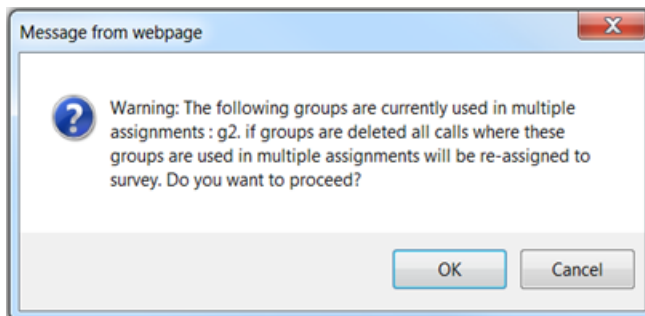 Message from webpage
X
Warning: The following groups are currently used in multiple
assignments : g2. if groups are deleted all calls where these
groups are used in multiple assignments will be re-assigned to
survey. Do you want to proceed?
OK
Cancel